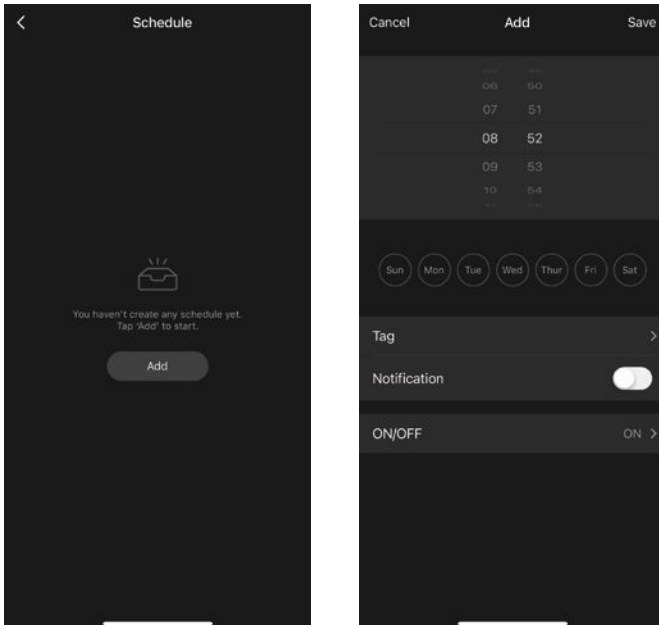 Schedule
You haven't create any schedule yet.
Tap 'Add' to start.
Add
Cancel Add Save
06 50
07 51
08 52
09 53
10 54
Sun Mon Tue Wed Thur Fri Sat
Tag
Notification
ON/OFF ON